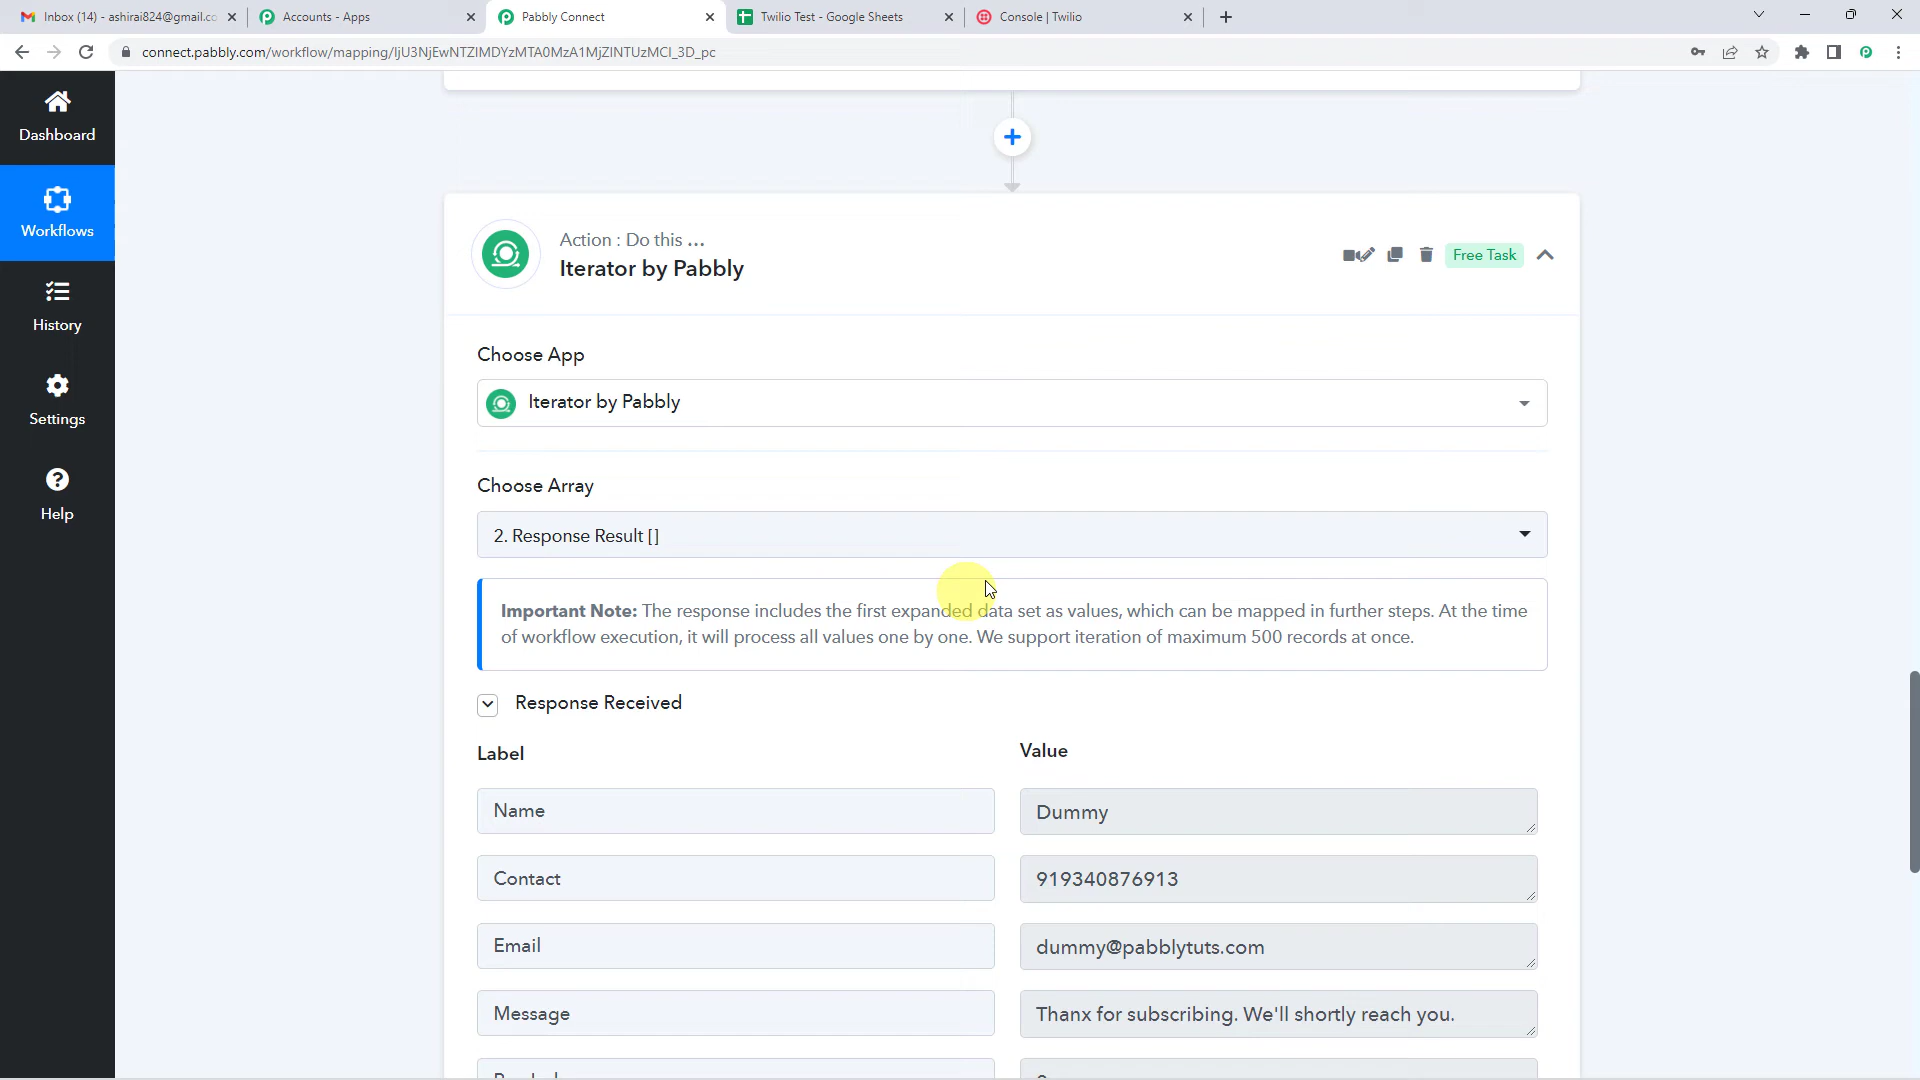 Inbox (14) - ashirai824@gmail.co
Accounts - Apps
Pabbly Connect
Twilio Test - Google Sheets
Console | Twilio
connect.pabbly.com/workflow/mapping/IjU3NjEwNTZlMDYzMTA0MzA1MjZlNTUzMCI_3D_pc
Dashboard
Workflows
History
Settings
Help
Action : Do this ...
Iterator by Pabbly
Free Task
Choose App
Iterator by Pabbly
Choose Array
2. Response Result []
Important Note: The response includes the first expanded data set as values, which can be mapped in further steps. At the time
of workflow execution, it will process all values one by one. We support iteration of maximum 500 records at once.
Response Received
Label Value
Name Dummy
Contact 919340876913
Email dummy@pabblytuts.com
Message Thanx for subscribing. We'll shortly reach you.